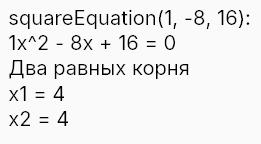 squareEquation(1, -8, 16):
1x^2 - 8x + 16 = 0
Два равных корня
x1 = 4
x2 = 4